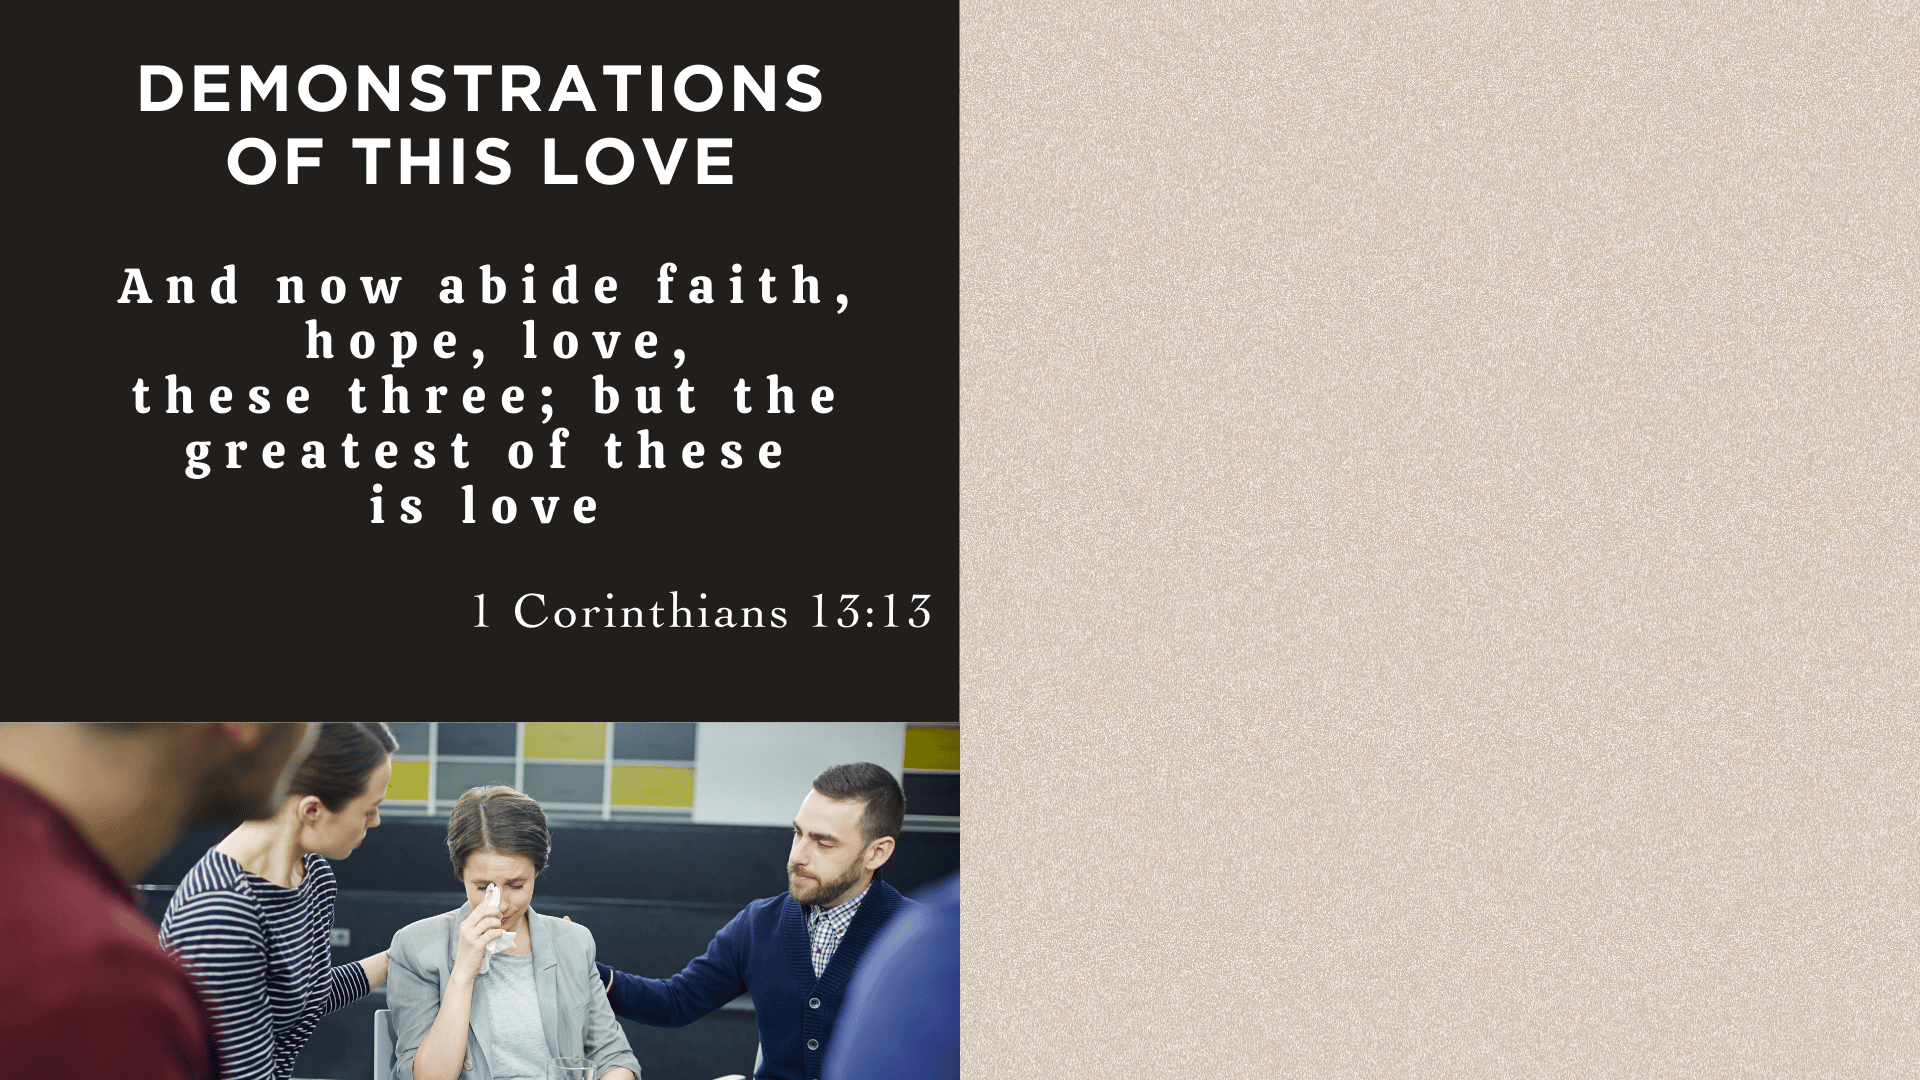 DEMONSTRATIONS
OF THIS LOVE
And now abide faith,
hope, love,
these three; but the
greatest of these
is love
1 Corinthians 13:13